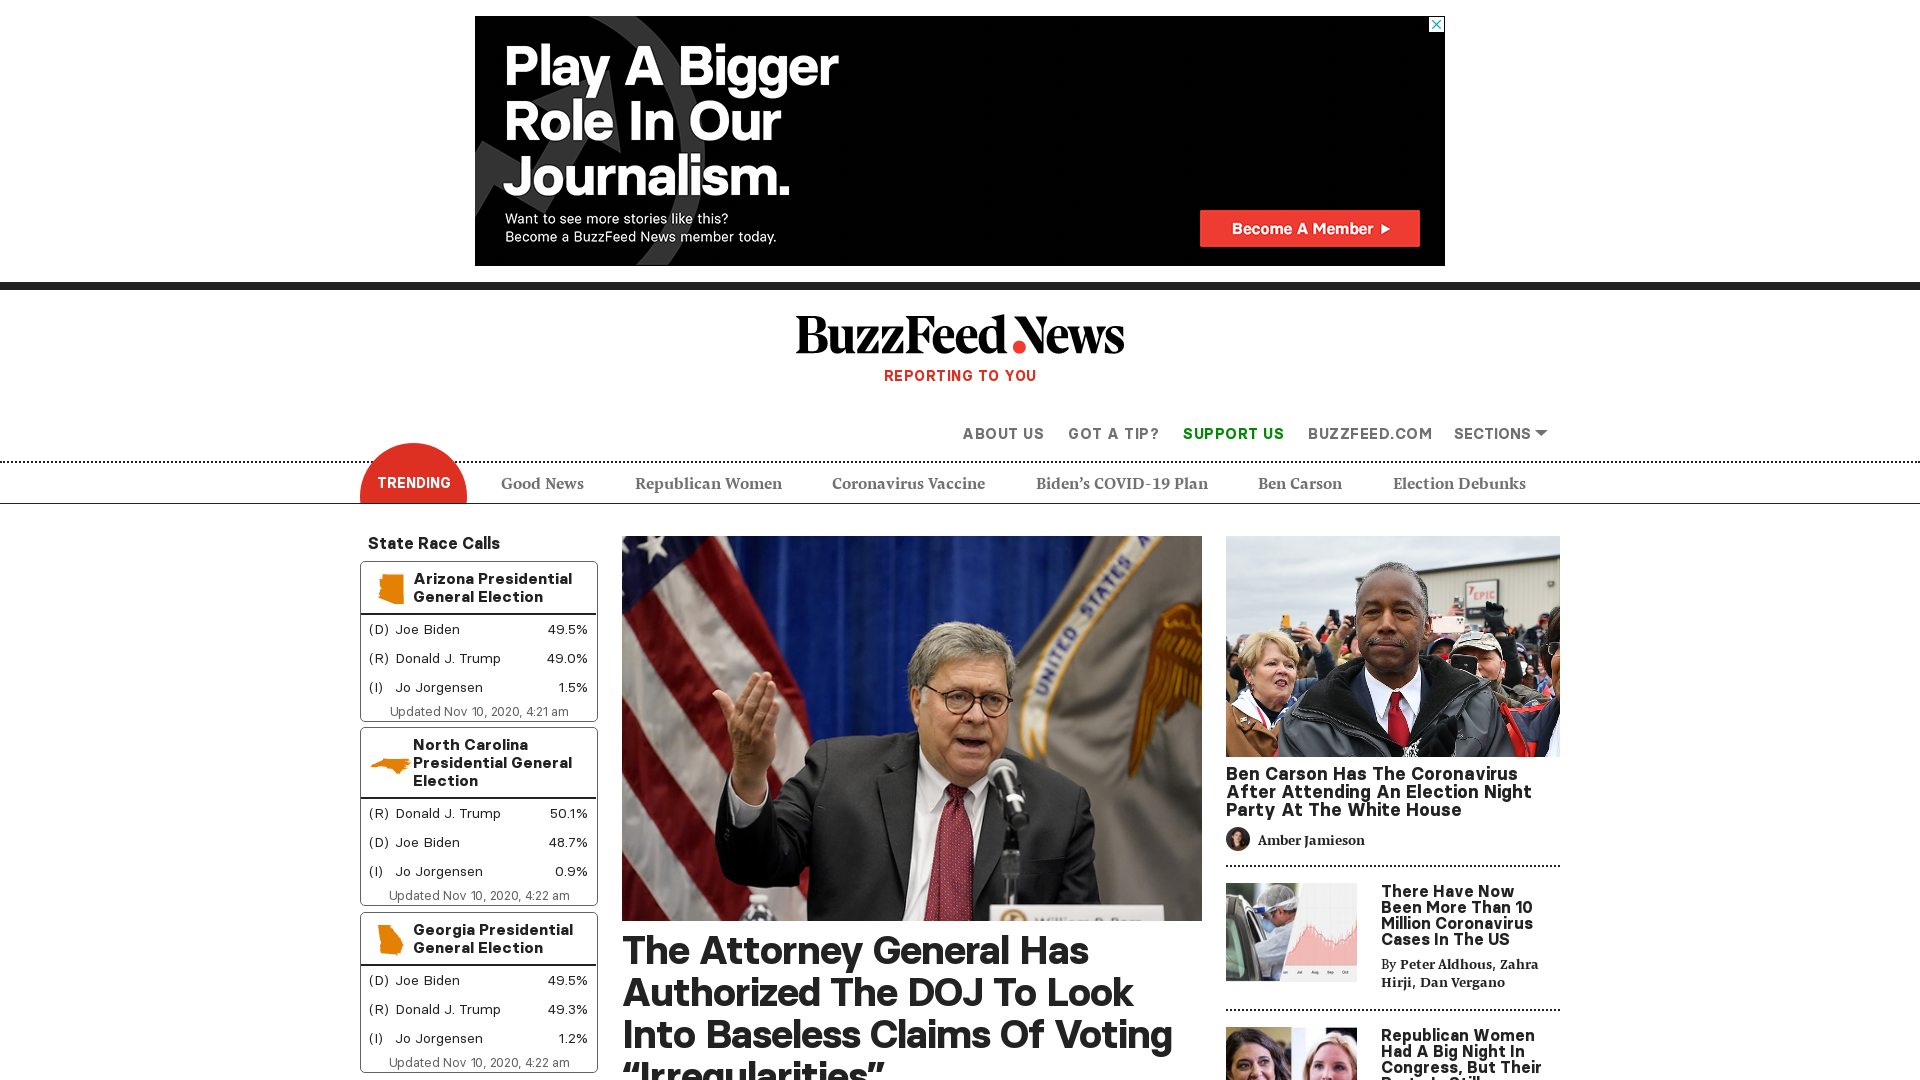 Play A Bigger
Role In Our
Journalism.
Want to see more stories like this?
Become a BuzzFeed News member today.
Become A Member
BuzzFeed News
REPORTING TO YOU
ABOUT US
GOT A TIP?
SUPPORT US
BUZZFEED.COM
SECTIONS
TRENDING
Good News
Republican Women
Coronavirus Vaccine
Biden's COVID-19 Plan
Ben Carson
Election Debunks
State Race Calls
Arizona Presidential
General Election
(D) Joe Biden 49.5%
(R) Donald J. Trump 49.0%
(I) Jo Jorgensen 1.5%
Updated Nov 10, 2020, 4:21 am
North Carolina
Presidential General
Election
(R) Donald J. Trump 50.1%
(D) Joe Biden 48.7%
(I) Jo Jorgensen 0.9%
Updated Nov 10, 2020, 4:22 am
Georgia Presidential
General Election
(D) Joe Biden 49.5%
(R) Donald J. Trump 49.3%
(I) Jo Jorgensen 1.2%
Updated Nov 10, 2020, 4:22 am
UNITED STATES
The Attorney General Has
Authorized The DOJ To Look
Into Baseless Claims Of Voting
“Irregularities”
EPIC
Ben Carson Has The Coronavirus
After Attending An Election Night
Party At The White House
Amber Jamieson
There Have Now
Been More Than 10
Million Coronavirus
Cases In The US
By Peter Aldhous, Zahra
Hirji, Dan Vergano
Republican Women
Had A Big Night In
Congress, But Their